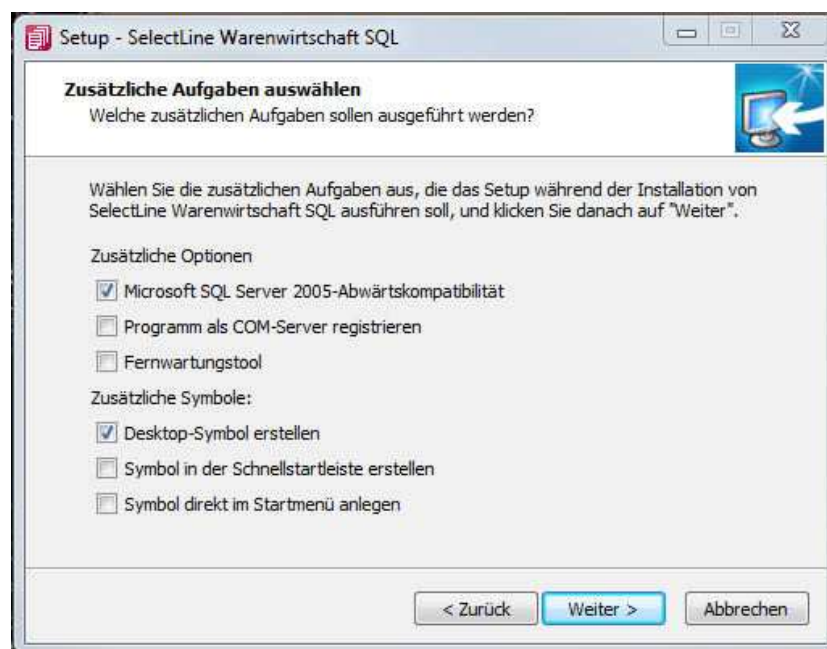 Setup - SelectLine Warenwirtschaft SQL
Zusätzliche Aufgaben auswählen
Welche zusätzlichen Aufgaben sollen ausgeführt werden?
Wählen Sie die zusätzlichen Aufgaben aus, die das Setup während der Installation von
SelectLine Warenwirtschaft SQL ausführen soll, und klicken Sie danach auf "Weiter".
Zusätzliche Optionen
Microsoft SQL Server 2005-Abwärtskompatibilität
Programm als COM-Server registrieren
Fernwartungstool
Zusätzliche Symbole:
Desktop-Symbol erstellen
Symbol in der Schnellstartleiste erstellen
Symbol direkt im Startmenü anlegen
< Zurück Weiter > Abbrechen